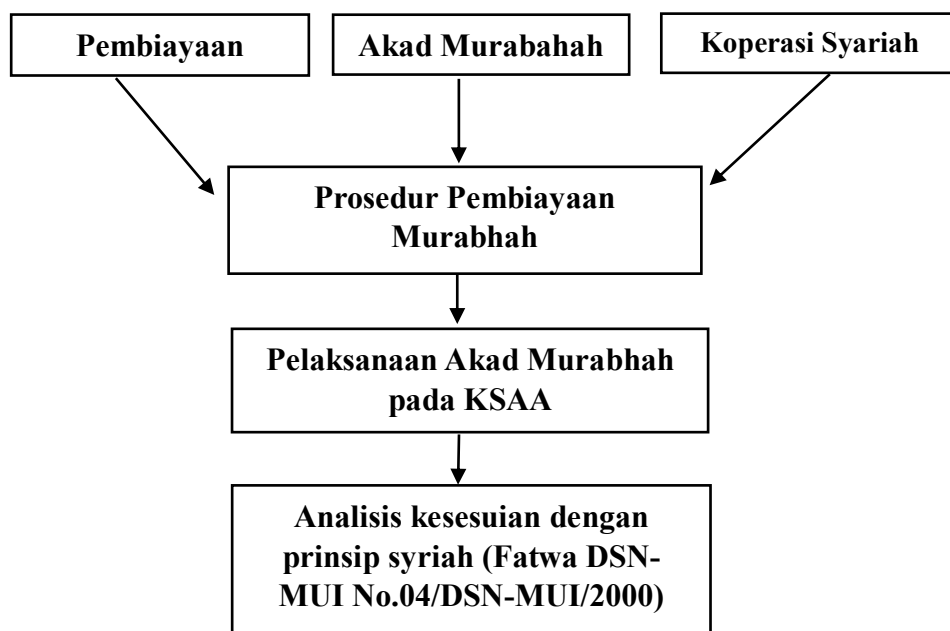 Pembiayaan
Akad Murabahah
Koperasi Syariah
Prosedur Pembiayaan
Murabhah
Pelaksanaan Akad Murabhah
pada KSAA
Analisis kesesuian dengan
prinsip syriah (Fatwa DSN-
MUI No.04/DSN-MUI/2000)